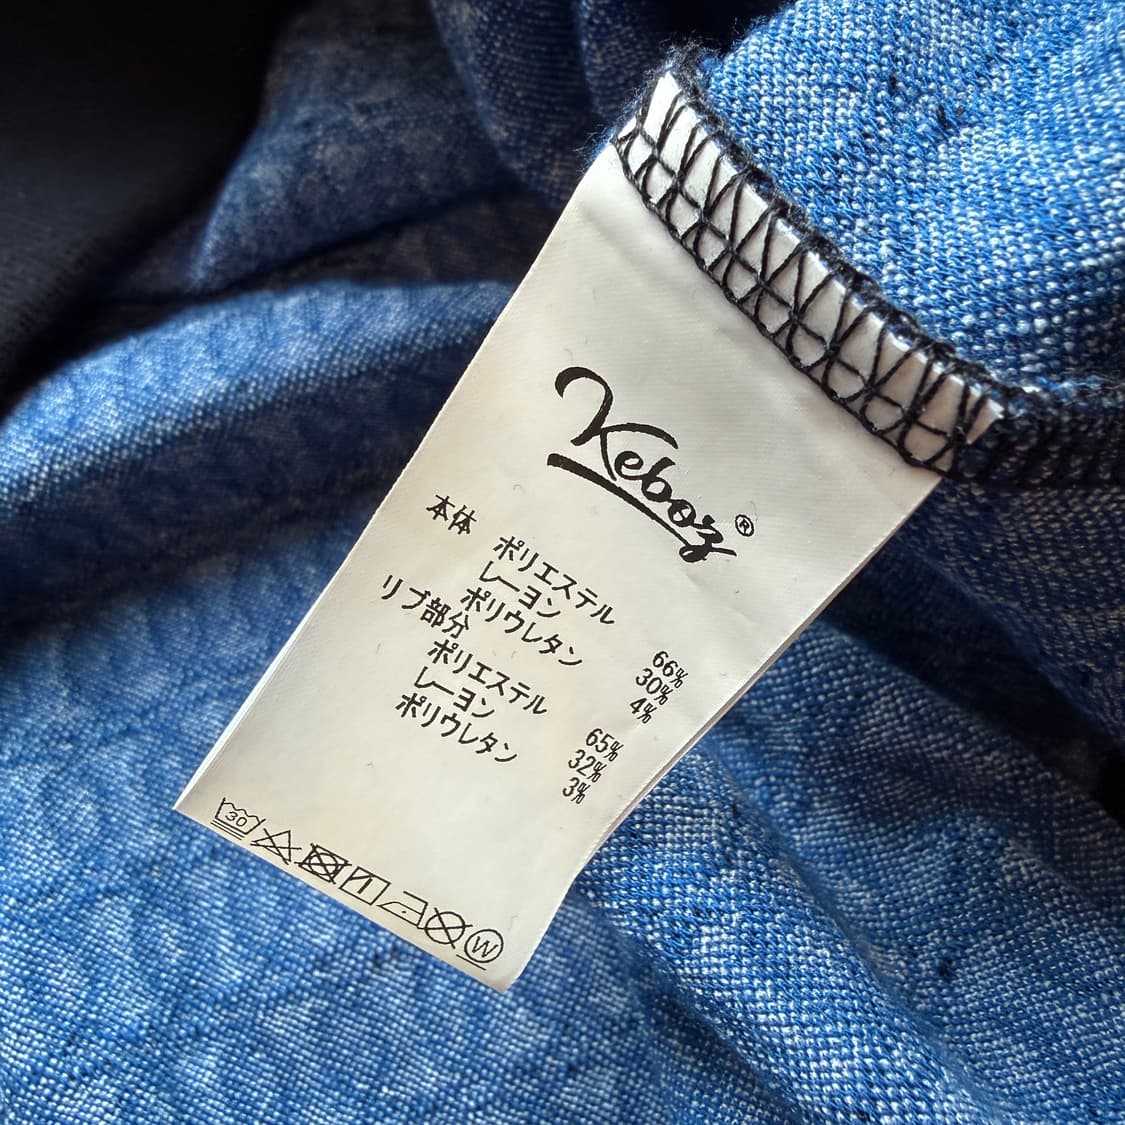 Keboz®
本体 ポリエステル 66%
レーヨン 30%
ポリウレタン 4%
リブ部分
ポリエステル 65%
レーヨン 32%
ポリウレタン 3%
30 W